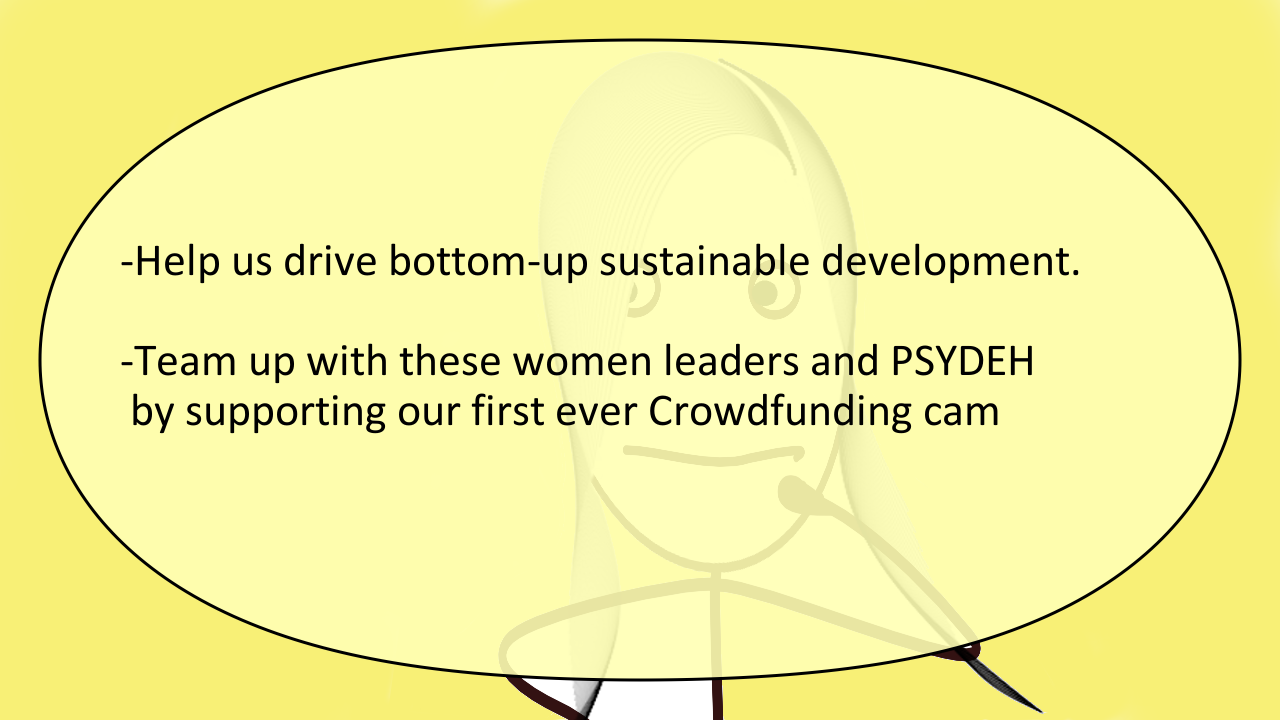 -Help us drive bottom-up sustainable development.
-Team up with these women leaders and PSYDEH
by supporting our first ever Crowdfunding cam